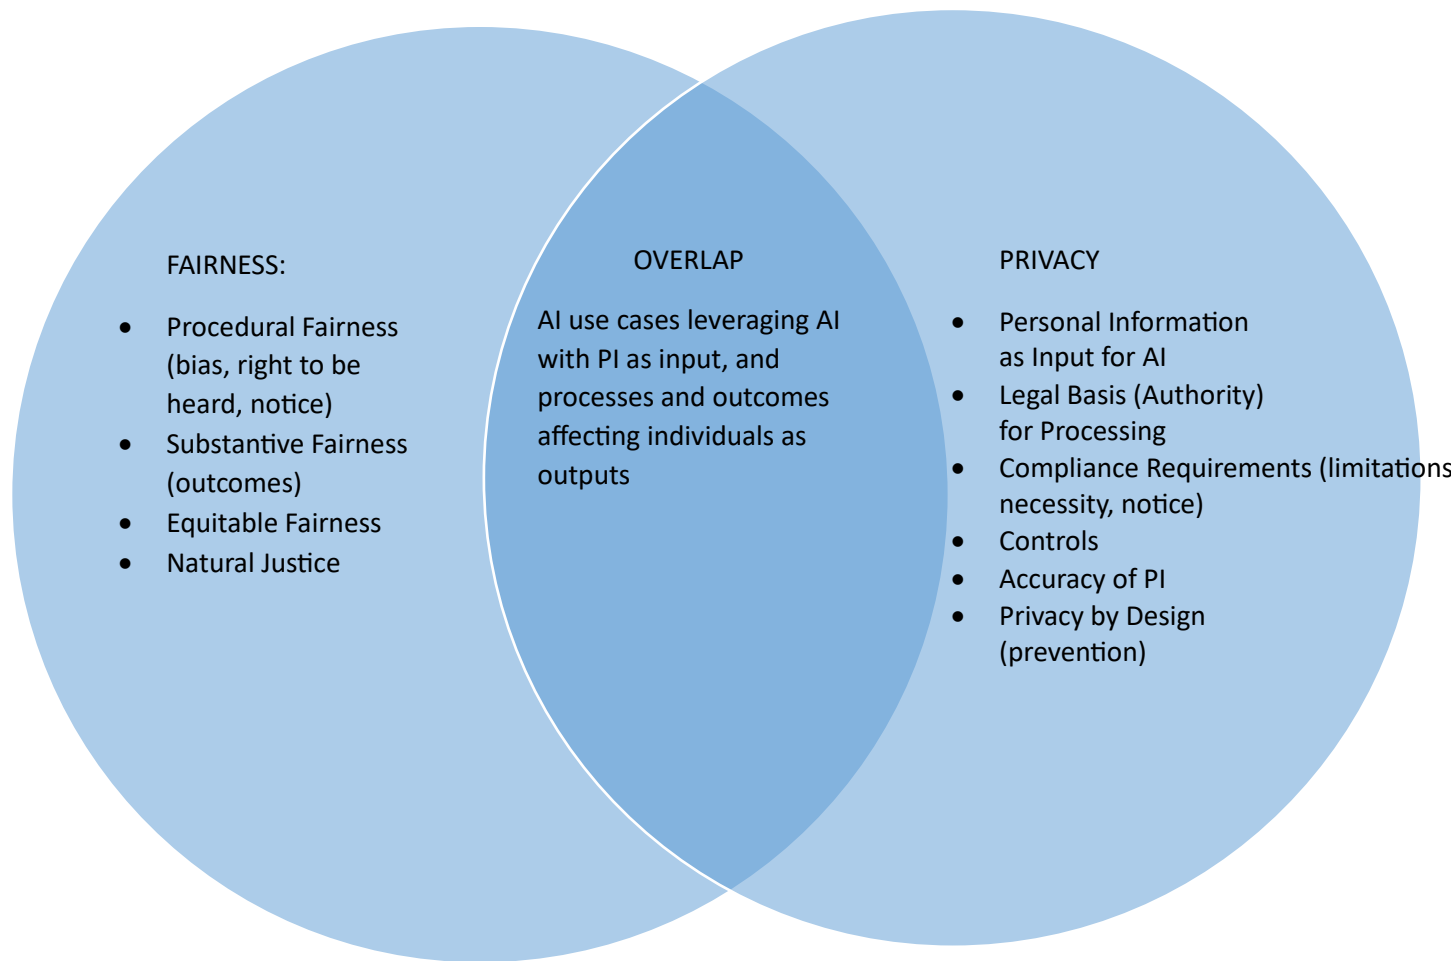 FAIRNESS:
• Procedural Fairness
(bias, right to be
heard, notice)
• Substantive Fairness
(outcomes)
• Equitable Fairness
• Natural Justice
OVERLAP
AI use cases leveraging AI
with PI as input, and
processes and outcomes
affecting individuals as
outputs
PRIVACY
• Personal Information
as Input for AI
• Legal Basis (Authority)
for Processing
• Compliance Requirements (limitations
necessity, notice)
• Controls
• Accuracy of PI
• Privacy by Design
(prevention)